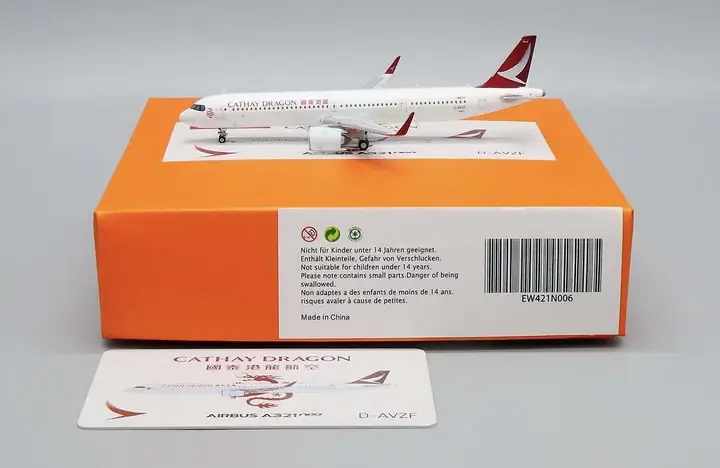 CATHAY DRAGON 國泰港龍
A321neo D-AVZF
Nicht für Kinder unter 14 Jahren geeignet.
Enthält Kleinteile, Gefahr von Verschlucken.
Not suitable for children under 14 years.
Please note:contains small parts.Danger of being
swallowed.
Non adaptes a des enfants de moins de 14 ans.
risques avaler à cause de petites.
Made in China
EW421N006
CATHAY DRAGON
國泰港龍航空
AIRBUS A321neo D-AVZF